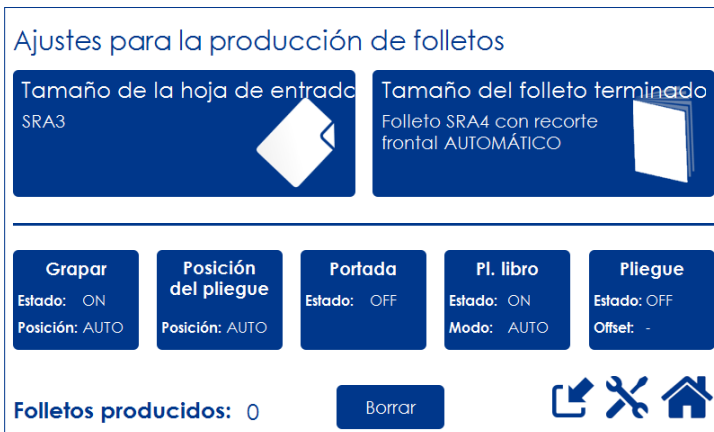 Ajustes para la producción de folletos
Tamaño de la hoja de entrada
SRA3
Tamaño del folleto terminado
Folleto SRA4 con recorte
frontal AUTOMÁTICO
Grapar
Estado: ON
Posición: AUTO
Posición
del pliegue
Posición: AUTO
Portada
Estado: OFF
Pl. libro
Estado: ON
Modo: AUTO
Pliegue
Estado: OFF
Offset: -
Folletos producidos: 0
Borrar